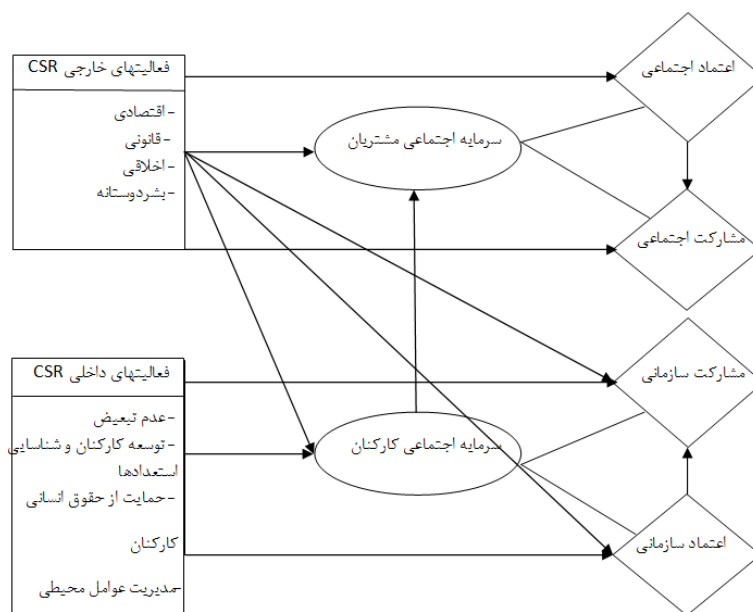 فعالیتهای خارجی CSR
-اقتصادی
-قانونی
-اخلاقی
-بشردوستانه
سرمایه اجتماعی مشتریان
اعتماد اجتماعی
مشارکت اجتماعی
فعالیتهای داخلی CSR
-عدم تبعیض
-توسعه کارکنان و شناسایی
استعدادها
-حمایت از حقوق انسانی
کارکنان
-مدیریت عوامل محیطی
سرمایه اجتماعی کارکنان
مشارکت سازمانی
اعتماد سازمانی